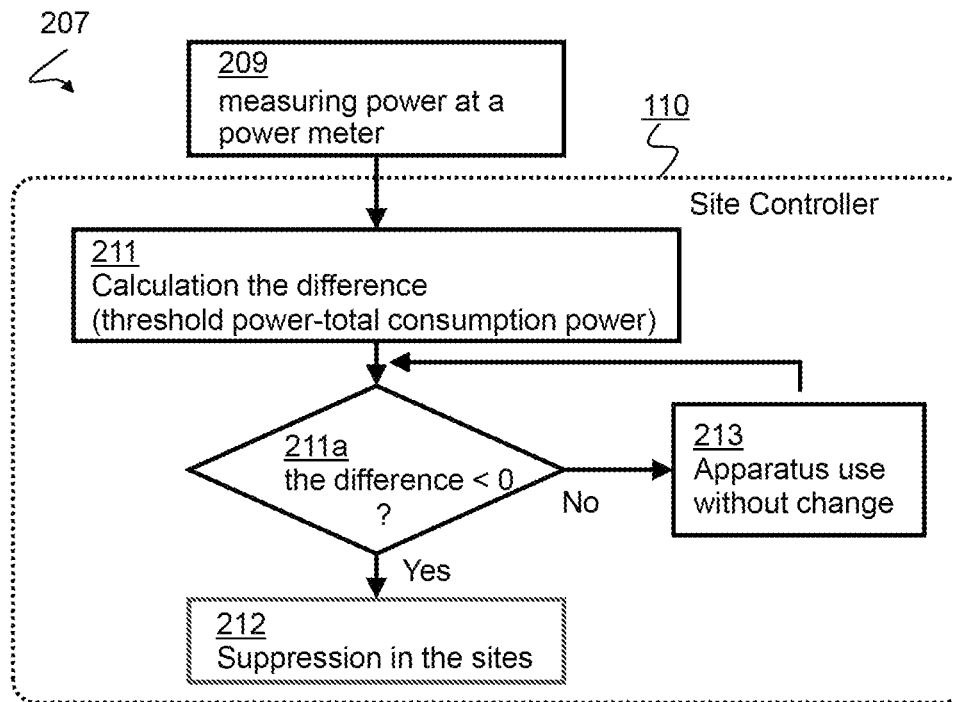 207
209
measuring power at a
power meter
110
Site Controller
211
Calculation the difference
(threshold power-total consumption power)
211a
the difference < 0
?
No
213
Apparatus use
without change
Yes
212
Suppression in the sites